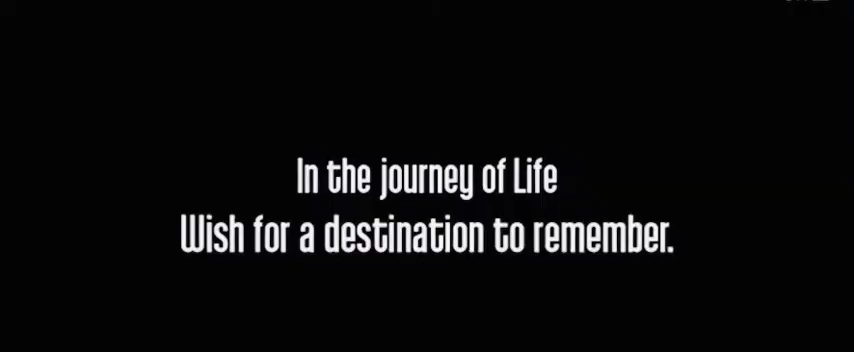 In the journey of Life
Wish for a destination to remember.